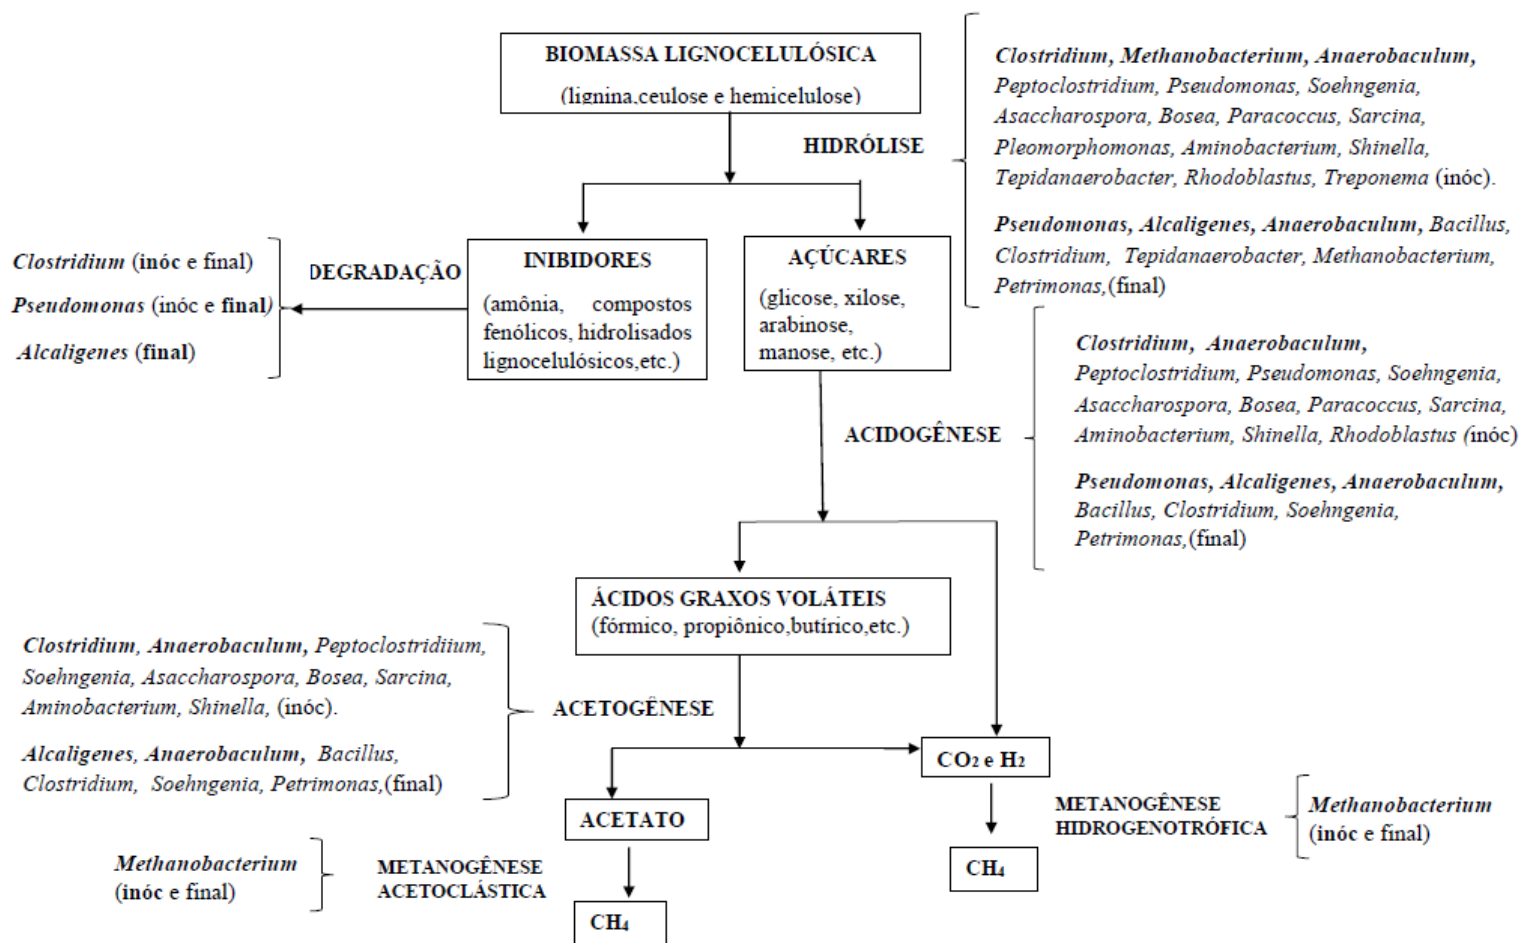 BIOMASSA LIGNOCELULÓSICA
(lignina,ceulose e hemicelulose)
HIDRÓLISE
Clostridium, Methanobacterium, Anaerobaculum,
Peptoclostridium, Pseudomonas, Soehngenia,
Asaccharospora, Bosea, Paracoccus, Sarcina,
Pleomorphomonas, Aminobacterium, Shinella,
Tepidanaerobacter, Rhodoblastus, Treponema (inóc).
Pseudomonas, Alcaligenes, Anaerobaculum, Bacillus,
Clostridium, Tepidanaerobacter, Methanobacterium,
Petrimonas,(final)
Clostridium (inóc e final)
Pseudomonas (inóc e final)
Alcaligenes (final)
DEGRADAÇÃO
INIBIDORES
(amônia, compostos
fenólicos, hidrolisados
lignocelulósicos,etc.)
AÇÚCARES
(glicose, xilose,
arabinose,
manose, etc.)
ACIDOGÊNESE
Clostridium, Anaerobaculum,
Peptoclostridium, Pseudomonas, Soehngenia,
Asaccharospora, Bosea, Paracoccus, Sarcina,
Aminobacterium, Shinella, Rhodoblastus (inóc)
Pseudomonas, Alcaligenes, Anaerobaculum,
Bacillus, Clostridium, Soehngenia,
Petrimonas,(final)
ÁCIDOS GRAXOS VOLÁTEIS
(fórmico, propiônico,butírico,etc.)
Clostridium, Anaerobaculum, Peptoclostridiium,
Soehngenia, Asaccharospora, Bosea, Sarcina,
Aminobacterium, Shinella, (inóc).
Alcaligenes, Anaerobaculum, Bacillus,
Clostridium, Soehngenia, Petrimonas,(final)
ACETOGÊNESE
CO2 e H2
ACETATO
METANOGÊNESE
HIDROGENOTRÓFICA
Methanobacterium
(inóc e final)
CH4
Methanobacterium
(inóc e final)
METANOGÊNESE
ACETOCLÁSTICA
CH4